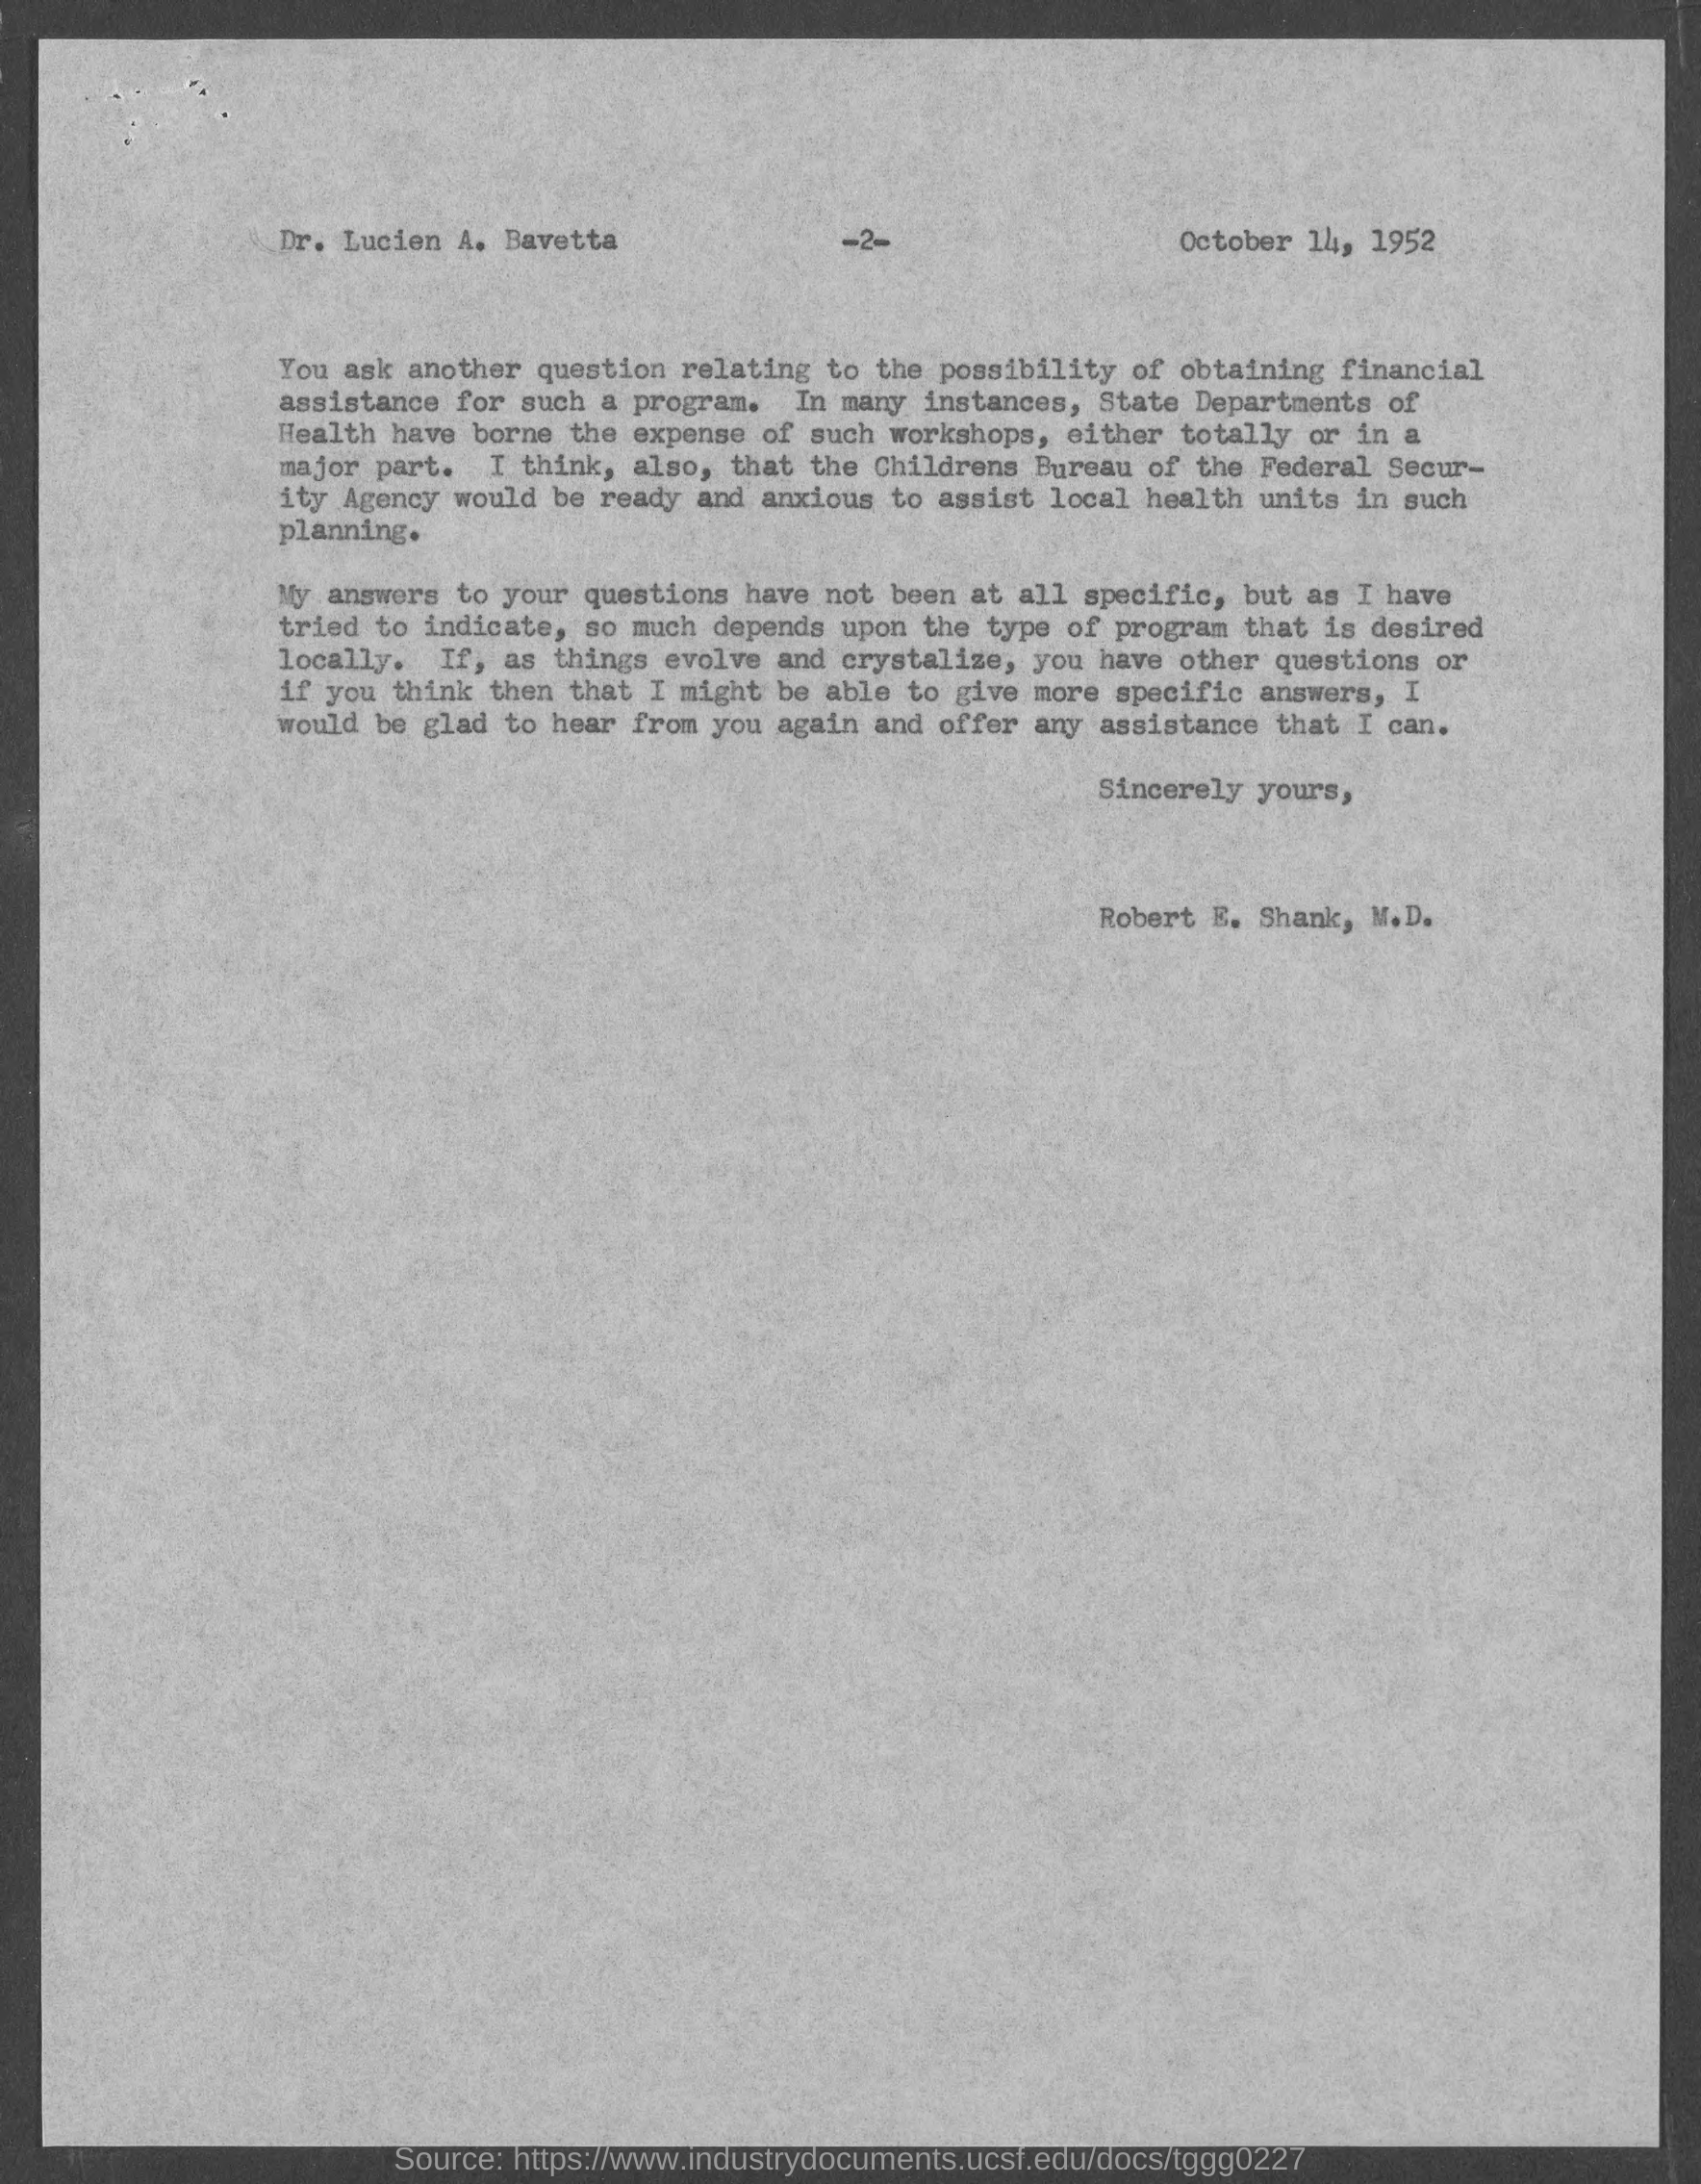 Dr. Lucien A. Bavetta -2- October 14, 1952
You ask another question relating to the possibility of obtaining financial
assistance for such a program. In many instances, State Departments of
Health have borne the expense of such workshops, either totally or in a
major part. I think, also, that the Childrens Bureau of the Federal Secur-
ity Agency would be ready and anxious to assist local health units in such
planning.
My answers to your questions have not been at all specific, but as I have
tried to indicate, so much depends upon the type of program that is desired
locally. If, as things evolve and crystalize, you have other questions or
if you think then that I might be able to give more specific answers, I
would be glad to hear from you again and offer any assistance that I can.
Sincerely yours,
Robert E. Shank, M.D.
Source: https://www.industrydocuments.ucsf.edu/docs/tggg0227